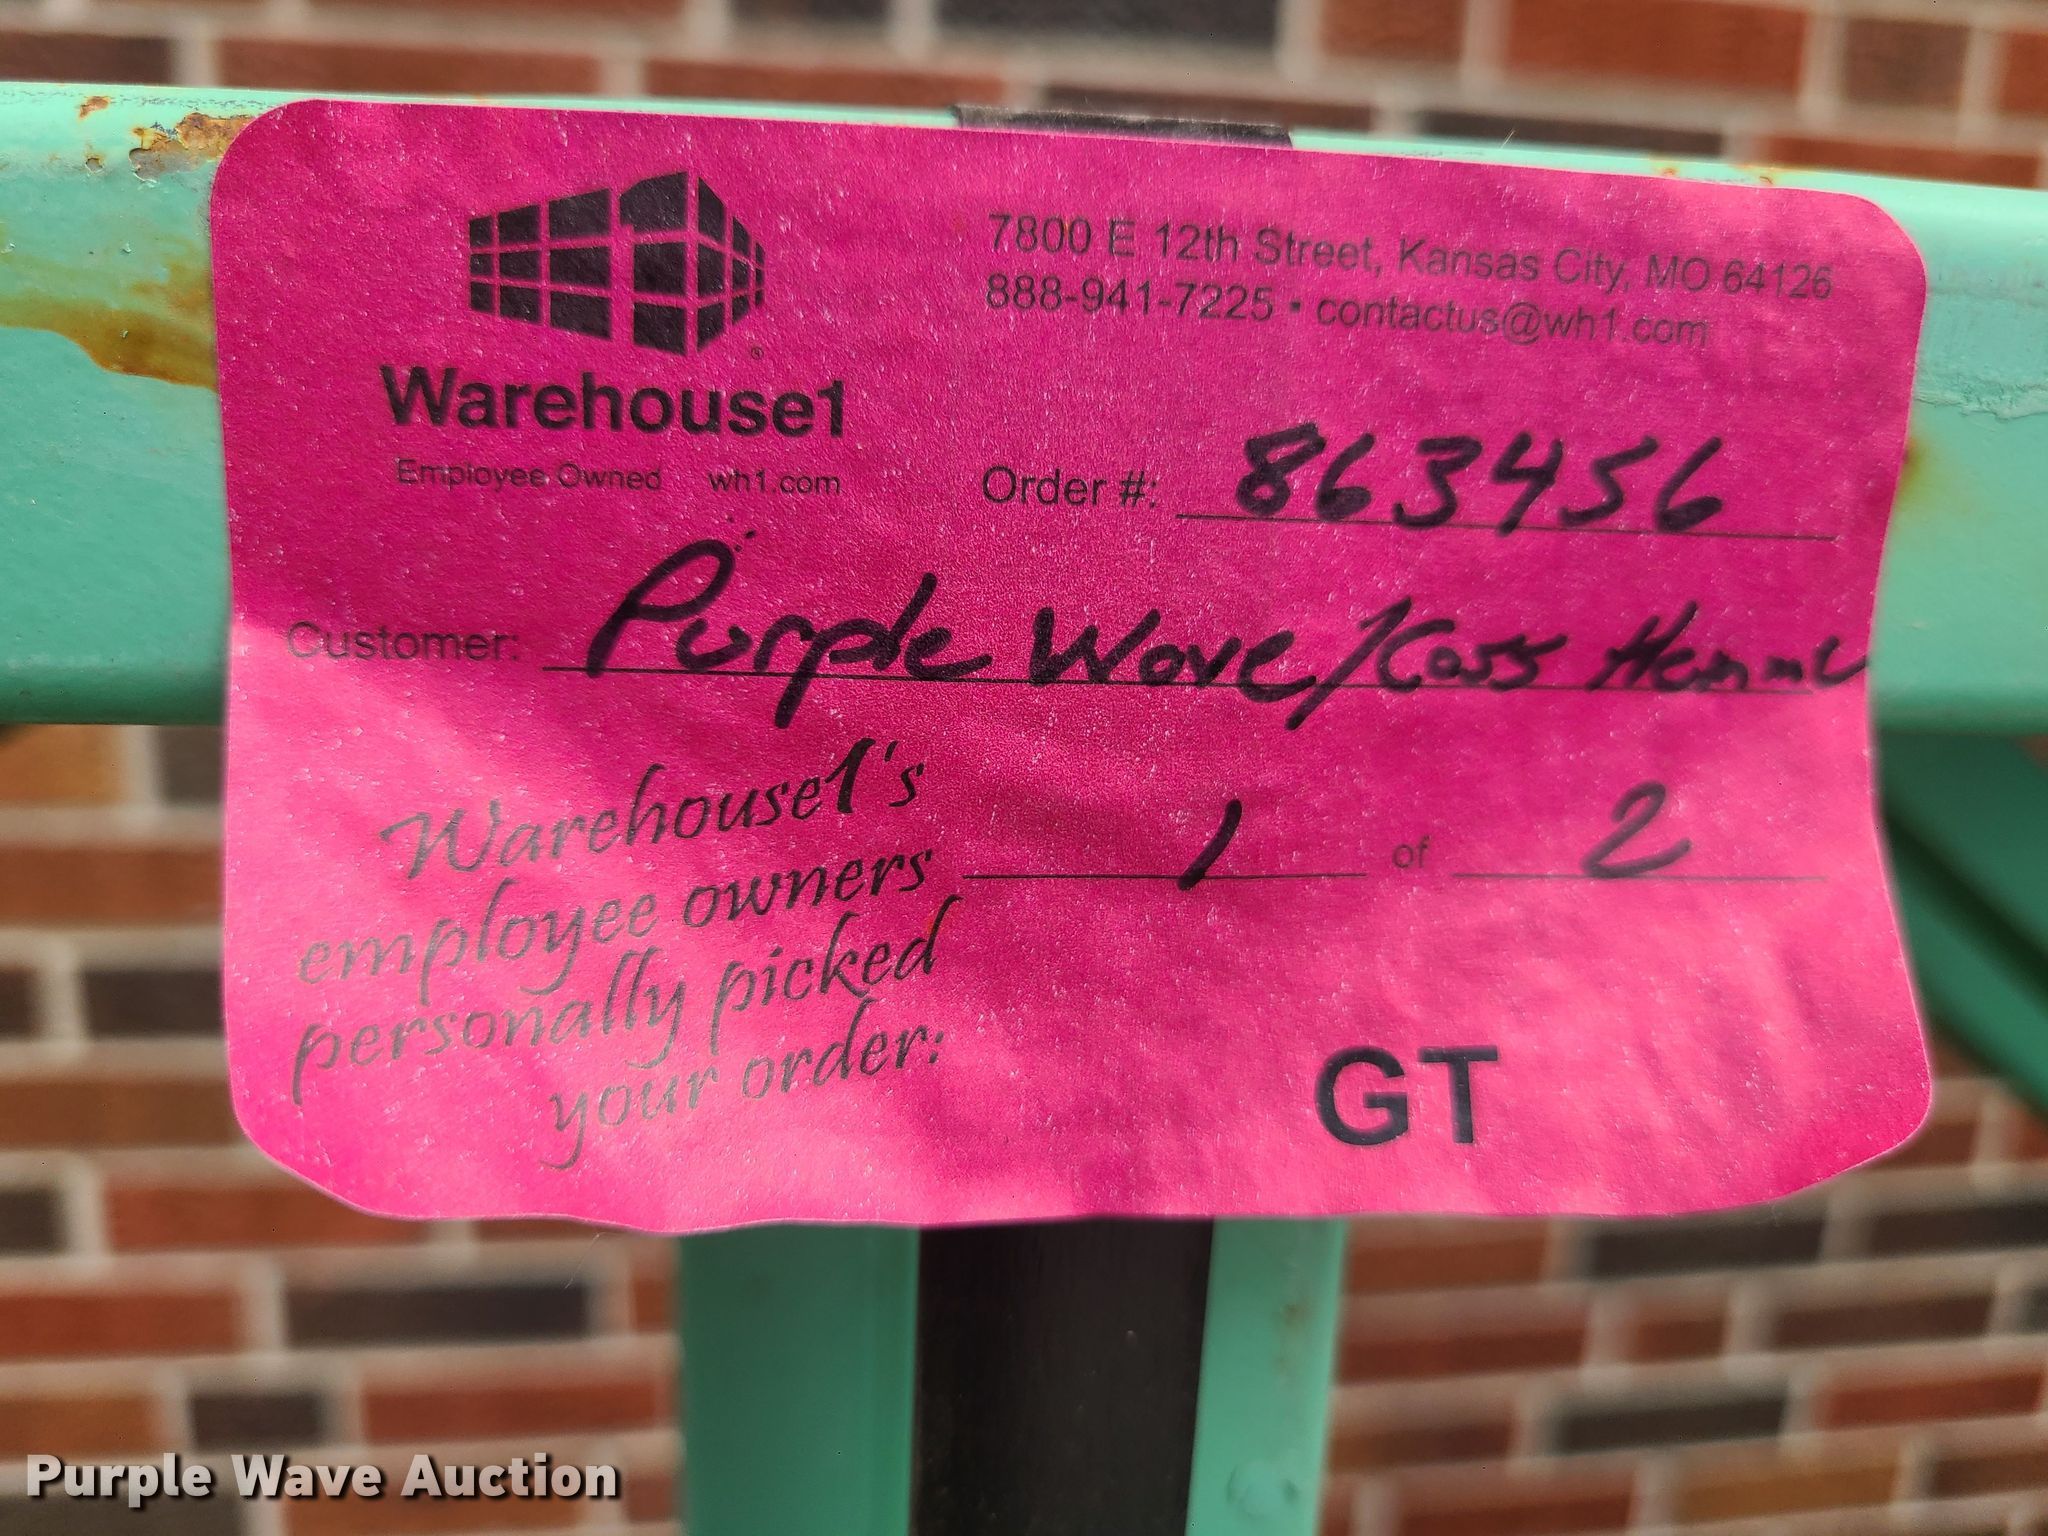 7800 E 12th Street, Kansas City, MO 64126
888-941-7225 • contactus@wh1.com
Warehouse1
Employee Owned wh1.com
Order #: 863456
Customer: Purple Wave/Cass
Warehouse1's
employee owners
personally picked
your order:
1 of 2
GT
Purple Wave Auction